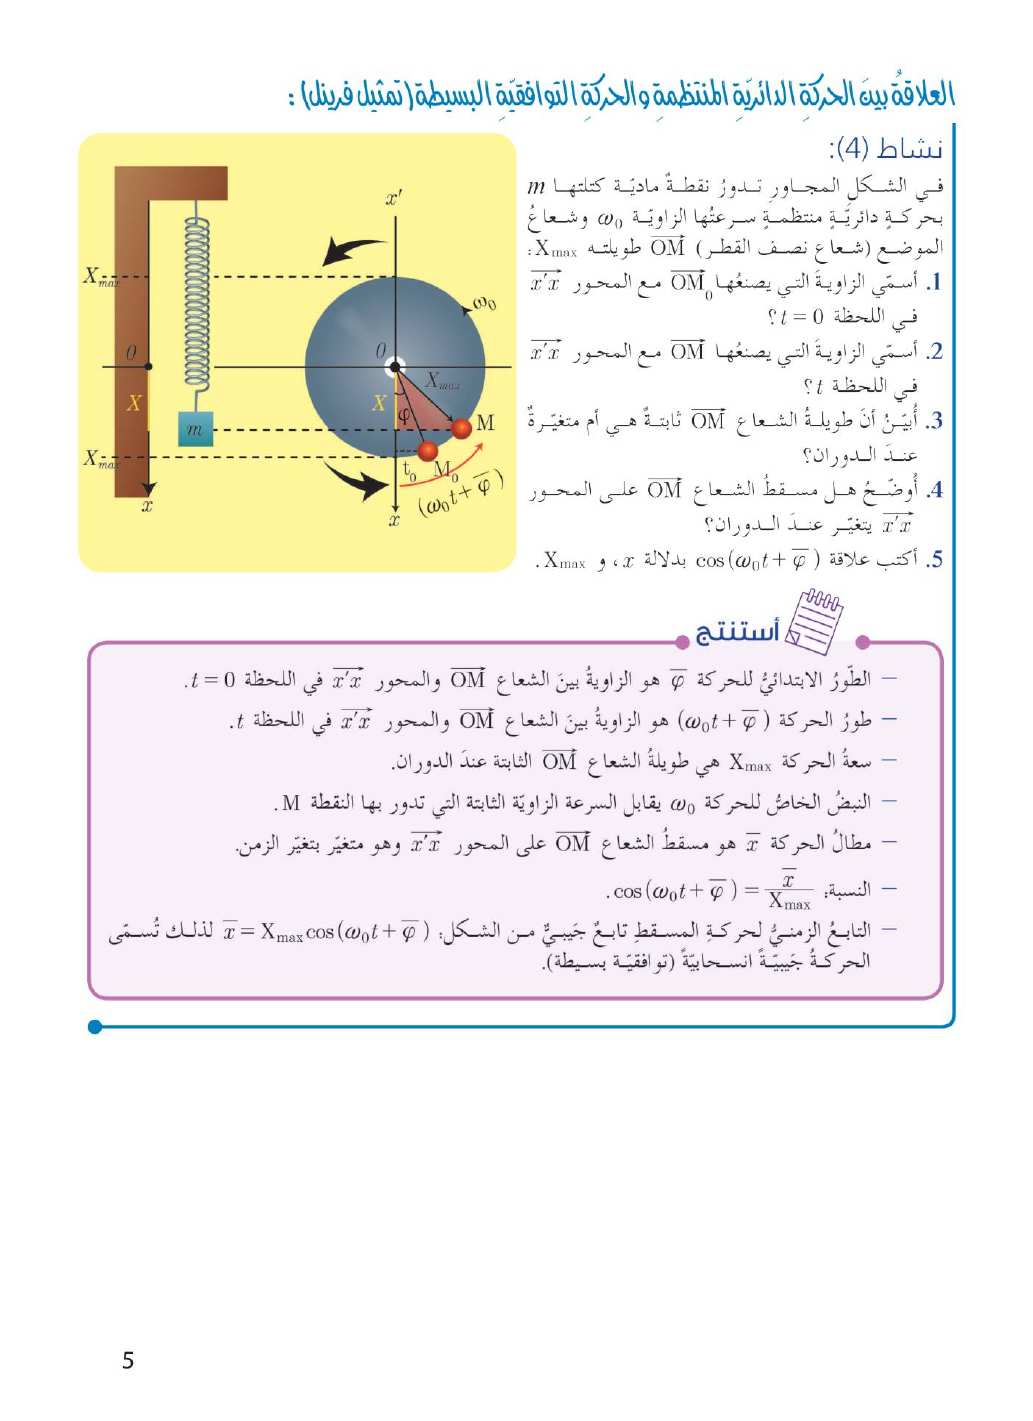 العلاقةُ بينَ الحركةِ الدائريّةِ المنتظمةِ والحركةِ التوافقيّةِ البسيطة (تمثيل فرينل) :
نشاط (4):
في الشكلِ المجاورِ تدورُ نقطةٌ ماديّة كتلتها m
بحركةٍ دائريّةٍ منتظمةٍ سرعتُها الزاويّة ω₀ وشعاعُ
الموضع (شعاع نصف القطر) OM⃗ طويلته Xmax:
1. أسمّي الزاويةَ التي يصنعُها OM₀⃗ مع المحور x'x⃗
في اللحظة t = 0؟
2. أسمّي الزاويةَ التي يصنعُها OM⃗ مع المحور x'x⃗
في اللحظة t؟
3. أُبيّنُ أنَ طويلةُ الشعاع OM⃗ ثابتةٌ هي أم متغيّرةٌ
عندَ الدوران؟
4. أُوضّحُ هل مسقطُ الشعاع OM⃗ على المحور
x'x⃗ يتغيّر عندَ الدوران؟
5. أكتب علاقة cos(ω₀t + φ̄) بدلالة x، و Xmax.
x'
Xmax
ω₀
0
0
Xmax
X
X
φ
M
m
Xmax
t₀
M₀
(ω₀t + φ̄)
x
x
أستنتج
– الطّورُ الابتدائيُّ للحركة φ̄ هو الزاويةُ بينَ الشعاع OM⃗ والمحور x'x⃗ في اللحظة t = 0.
– طورُ الحركة (ω₀t + φ̄) هو الزاويةُ بينَ الشعاع OM⃗ والمحور x'x⃗ في اللحظة t.
– سعةُ الحركة Xmax هي طويلةُ الشعاع OM⃗ الثابتة عندَ الدوران.
– النبضُ الخاصُّ للحركة ω₀ يقابل السرعة الزاويّة الثابتة التي تدور بها النقطة M.
– مطالُ الحركة x̄ هو مسقطُ الشعاع OM⃗ على المحور x'x⃗ وهو متغيّر بتغيّر الزمن.
– النسبة: cos(ω₀t + φ̄) = x̄ / Xmax.
– التابعُ الزمنيُّ لحركةِ المسقطِ تابعٌ جَيبيٌّ من الشكل: x̄ = Xmax cos(ω₀t + φ̄) لذلك تُسمّى
الحركةُ جَيبيّةً انسحابيّةً (توافقيّة بسيطة).
5